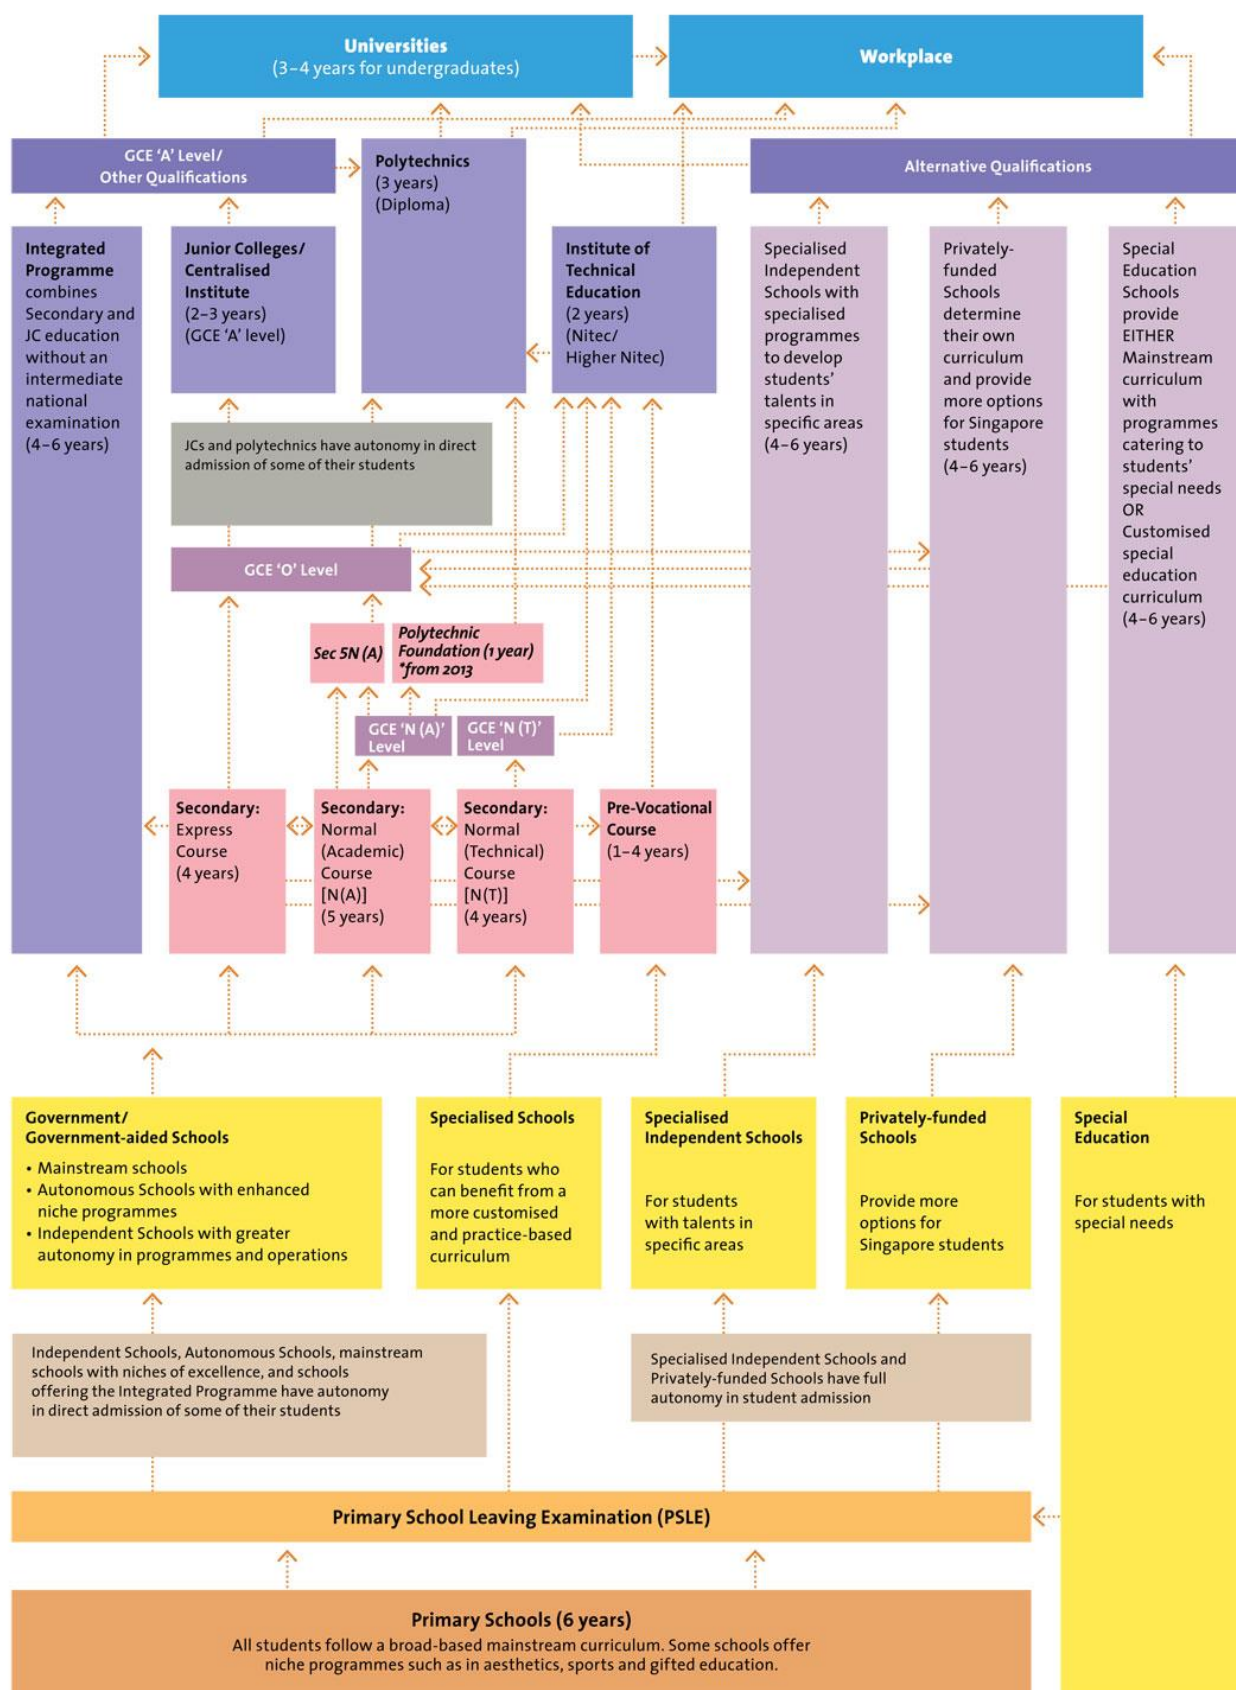 Universities
(3–4 years for undergraduates)
Workplace
GCE ‘A’ Level/
Other Qualifications
Polytechnics
(3 years)
(Diploma)
Alternative Qualifications
Integrated
Programme
combines
Secondary and
JC education
without an
intermediate
national
examination
(4–6 years)
Junior Colleges/
Centralised
Institute
(2–3 years)
(GCE ‘A’ level)
Institute of
Technical
Education
(2 years)
(Nitec/
Higher Nitec)
Specialised
Independent
Schools with
specialised
programmes
to develop
students’
talents in
specific areas
(4–6 years)
Privately-
funded
Schools
determine
their own
curriculum
and provide
more options
for Singapore
students
(4–6 years)
Special
Education
Schools
provide
EITHER
Mainstream
curriculum
with
programmes
catering to
students’
special needs
OR
Customised
special
education
curriculum
(4–6 years)
JCs and polytechnics have autonomy in direct
admission of some of their students
GCE ‘O’ Level
Sec 5N (A)
Polytechnic
Foundation (1 year)
*from 2013
GCE ‘N (A)’
Level
GCE ‘N (T)’
Level
Secondary:
Express
Course
(4 years)
Secondary:
Normal
(Academic)
Course
[N(A)]
(5 years)
Secondary:
Normal
(Technical)
Course
[N(T)]
(4 years)
Pre-Vocational
Course
(1–4 years)
Government/
Government-aided Schools
• Mainstream schools
• Autonomous Schools with enhanced
niche programmes
• Independent Schools with greater
autonomy in programmes and operations
Specialised Schools
For students who
can benefit from a
more customised
and practice-based
curriculum
Specialised
Independent Schools
For students
with talents in
specific areas
Privately-funded
Schools
Provide more
options for
Singapore students
Special
Education
For students with
special needs
Independent Schools, Autonomous Schools, mainstream
schools with niches of excellence, and schools
offering the Integrated Programme have autonomy
in direct admission of some of their students
Specialised Independent Schools and
Privately-funded Schools have full
autonomy in student admission
Primary School Leaving Examination (PSLE)
Primary Schools (6 years)
All students follow a broad-based mainstream curriculum. Some schools offer
niche programmes such as in aesthetics, sports and gifted education.